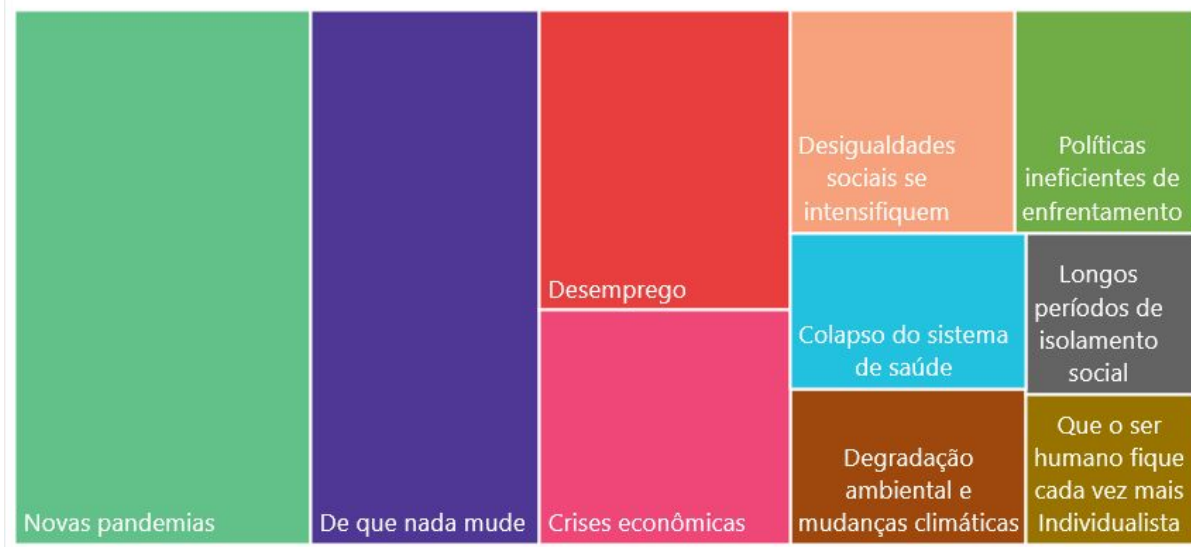 Novas pandemias
De que nada mude
Desemprego
Crises econômicas
Desigualdades
sociais se
intensifiquem
Políticas
ineficientes de
enfrentamento
Colapso do sistema
de saúde
Longos
períodos de
isolamento
social
Degradação
ambiental e
mudanças climáticas
Que o ser
humano fique
cada vez mais
Individualista